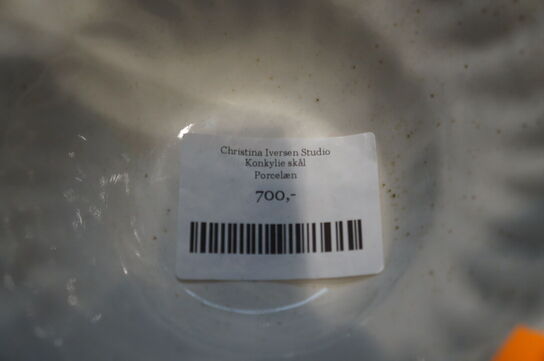 Christina Iversen Studio
Konkylie skål
Porcelæn
700,-